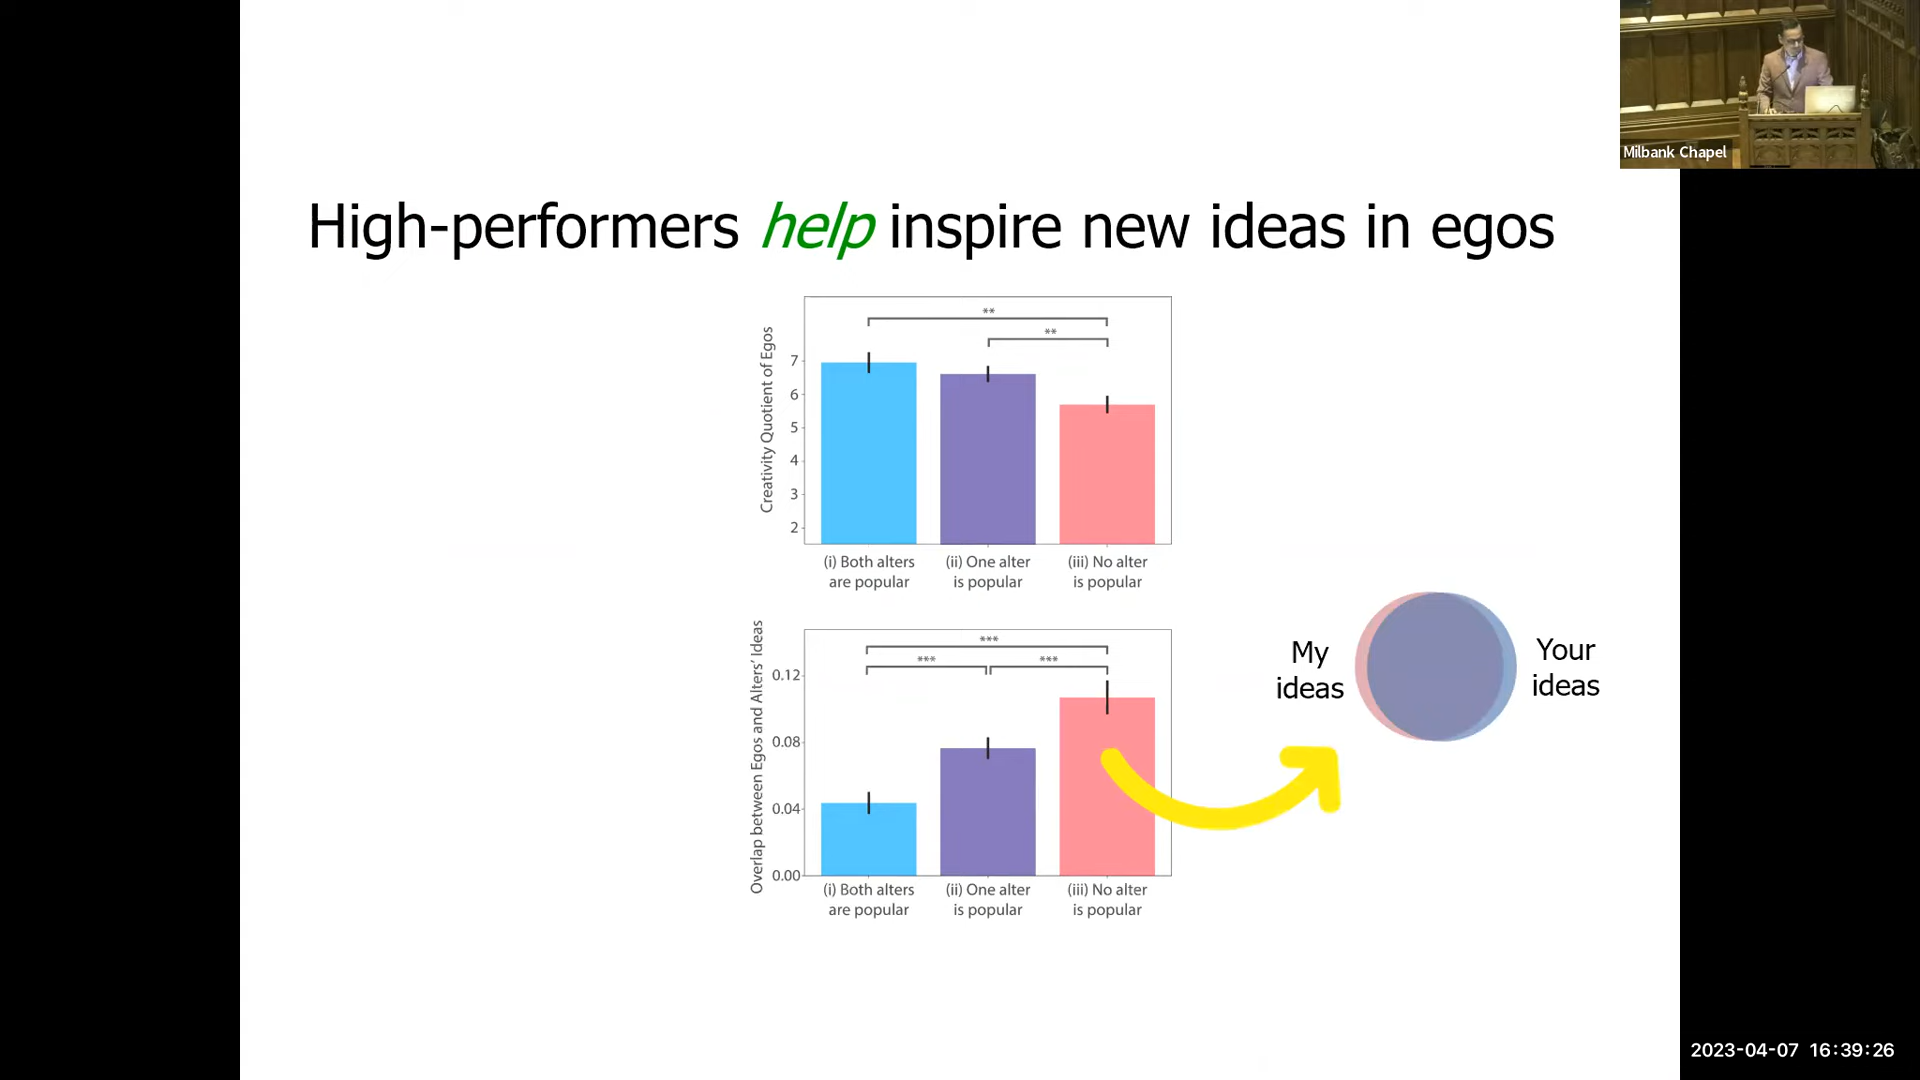 Milbank Chapel
High-performers help inspire new ideas in egos
Creativity Quotient of Egos
**
**
7
6
5
4
3
2
(i) Both alters
are popular
(ii) One alter
is popular
(iii) No alter
is popular
Overlap between Egos and Alters' Ideas
***
***
***
0.12
0.08
0.04
0.00
(i) Both alters
are popular
(ii) One alter
is popular
(iii) No alter
is popular
My
ideas
Your
ideas
2023-04-07 16:39:26